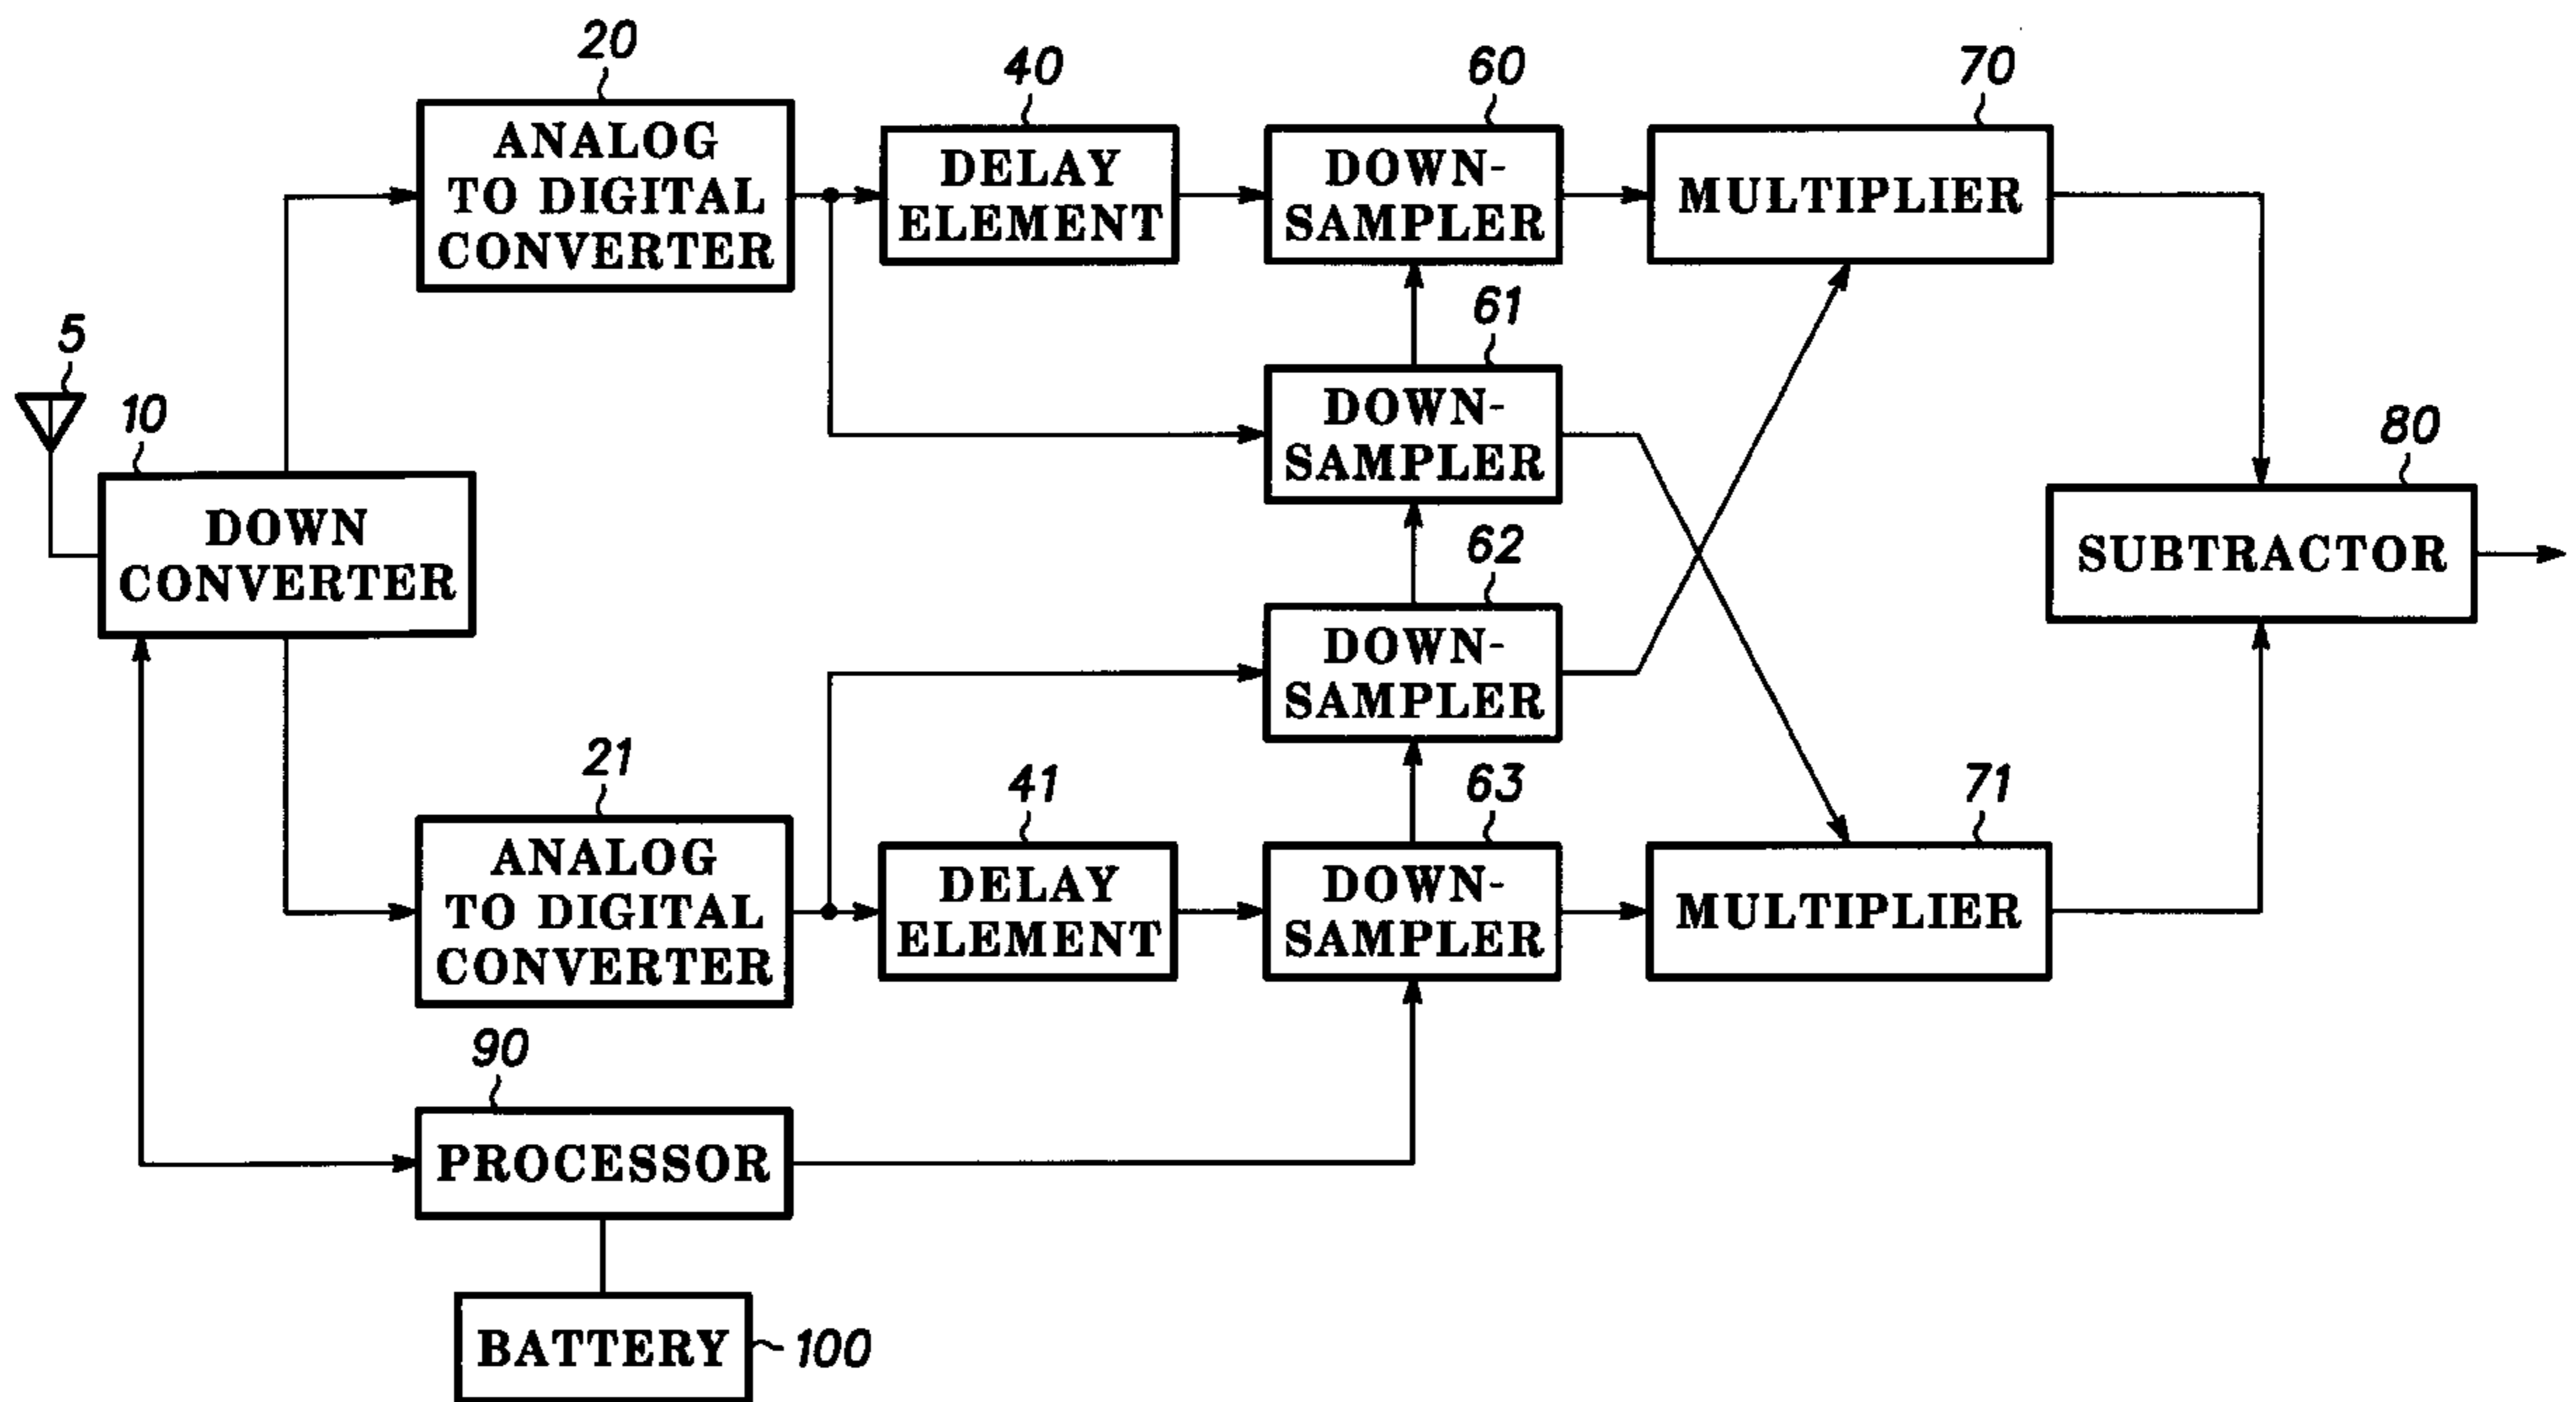 20
ANALOG
TO DIGITAL
CONVERTER
40
DELAY
ELEMENT
60
DOWN-
SAMPLER
70
MULTIPLIER
5
10
DOWN
CONVERTER
61
DOWN-
SAMPLER
62
DOWN-
SAMPLER
80
SUBTRACTOR
21
ANALOG
TO DIGITAL
CONVERTER
41
DELAY
ELEMENT
63
DOWN-
SAMPLER
71
MULTIPLIER
90
PROCESSOR
BATTERY
100